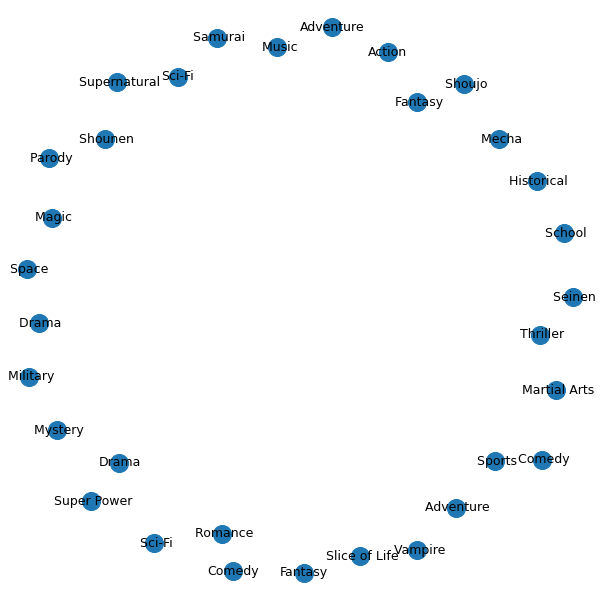 Adventure
Samurai
Music
Action
Sci-Fi
Supernatural
Shoujo
Fantasy
Shounen
Mecha
Parody
Historical
Magic
School
Space
Seinen
Drama
Thriller
Military
Martial Arts
Mystery
Drama
Sports
Comedy
Super Power
Adventure
Romance
Sci-Fi
Vampire
Slice of Life
Comedy
Fantasy